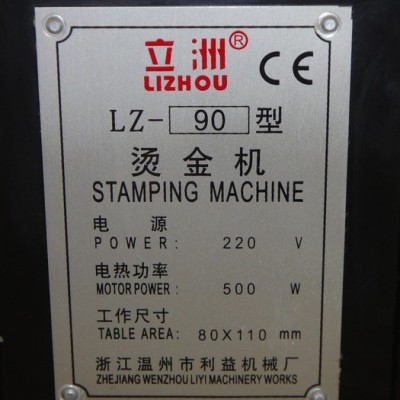 立洲®
LIZHOU
CE
LZ-90型
烫金机
STAMPING MACHINE
电 源
POWER: 220 V
电热功率
MOTOR POWER: 500 W
工作尺寸
TABLE AREA: 80X110 mm
浙江温州市利益机械厂
ZHEJIANG WENZHOU LIYI MACHINERY WORKS